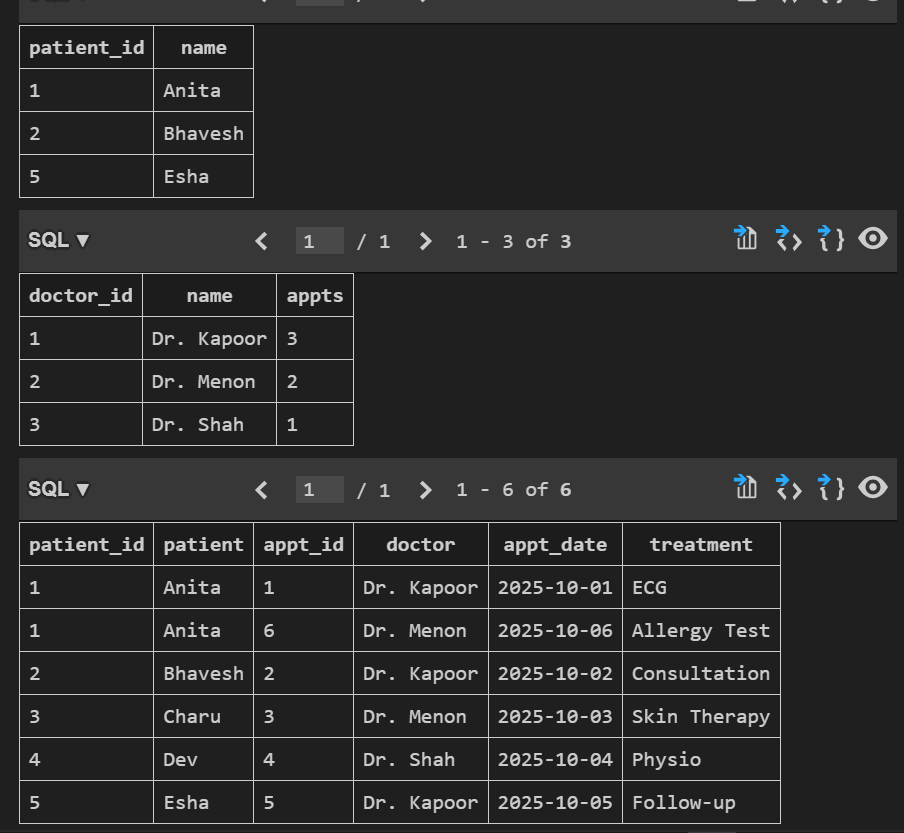 patient_id name
1 Anita
2 Bhavesh
5 Esha
SQL ▼ < 1 / 1 > 1 - 3 of 3
doctor_id name appts
1 Dr. Kapoor 3
2 Dr. Menon 2
3 Dr. Shah 1
SQL ▼ < 1 / 1 > 1 - 6 of 6
patient_id patient appt_id doctor appt_date treatment
1 Anita 1 Dr. Kapoor 2025-10-01 ECG
1 Anita 6 Dr. Menon 2025-10-06 Allergy Test
2 Bhavesh 2 Dr. Kapoor 2025-10-02 Consultation
3 Charu 3 Dr. Menon 2025-10-03 Skin Therapy
4 Dev 4 Dr. Shah 2025-10-04 Physio
5 Esha 5 Dr. Kapoor 2025-10-05 Follow-up